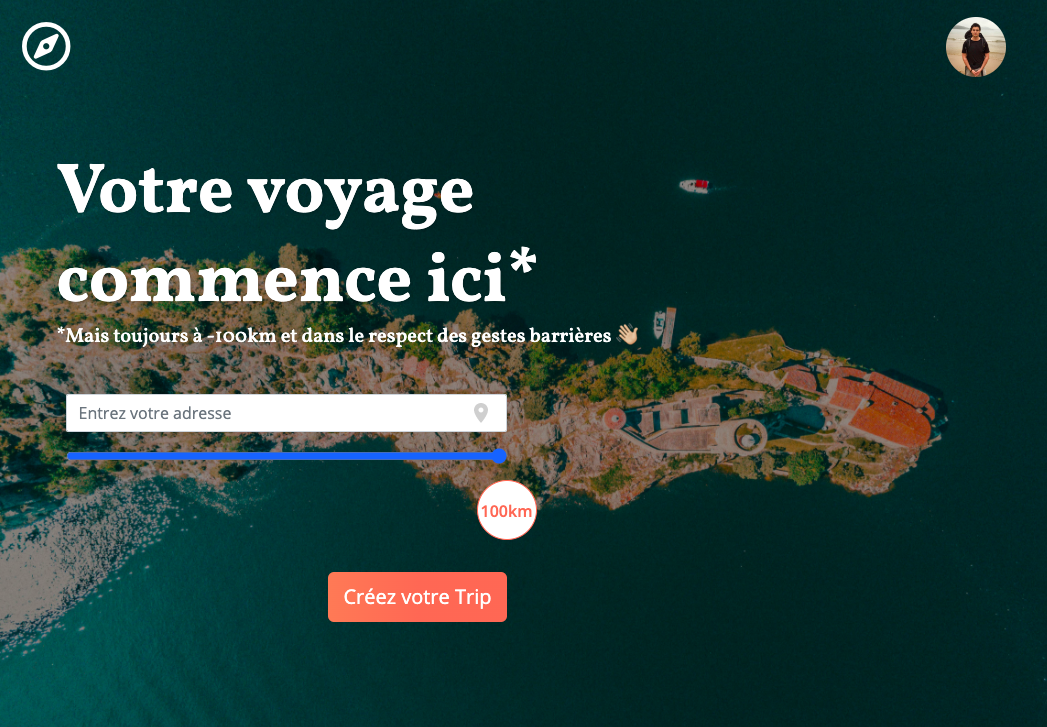 Votre voyage
commence ici*
*Mais toujours à -100km et dans le respect des gestes barrières 👋🏼
Entrez votre adresse
100km
Créez votre Trip